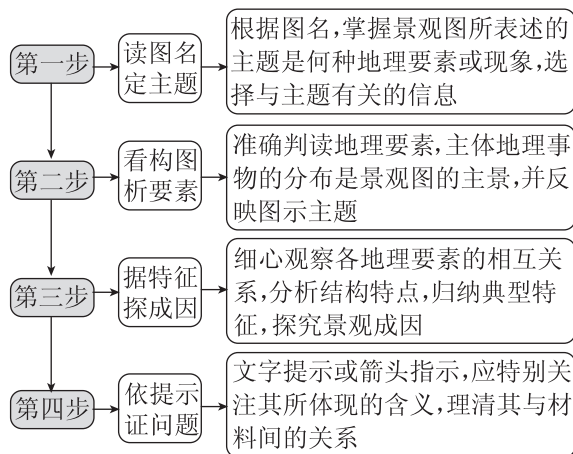 第一步
读图名
定主题
根据图名,掌握景观图所表述的
主题是何种地理要素或现象,选
择与主题有关的信息
第二步
看构图
析要素
准确判读地理要素,主体地理事
物的分布是景观图的主景,并反
映图示主题
第三步
据特征
探成因
细心观察各地理要素的相互关
系,分析结构特点,归纳典型特
征,探究景观成因
第四步
依提示
证问题
文字提示或箭头指示,应特别关
注其所体现的含义,理清其与材
料间的关系